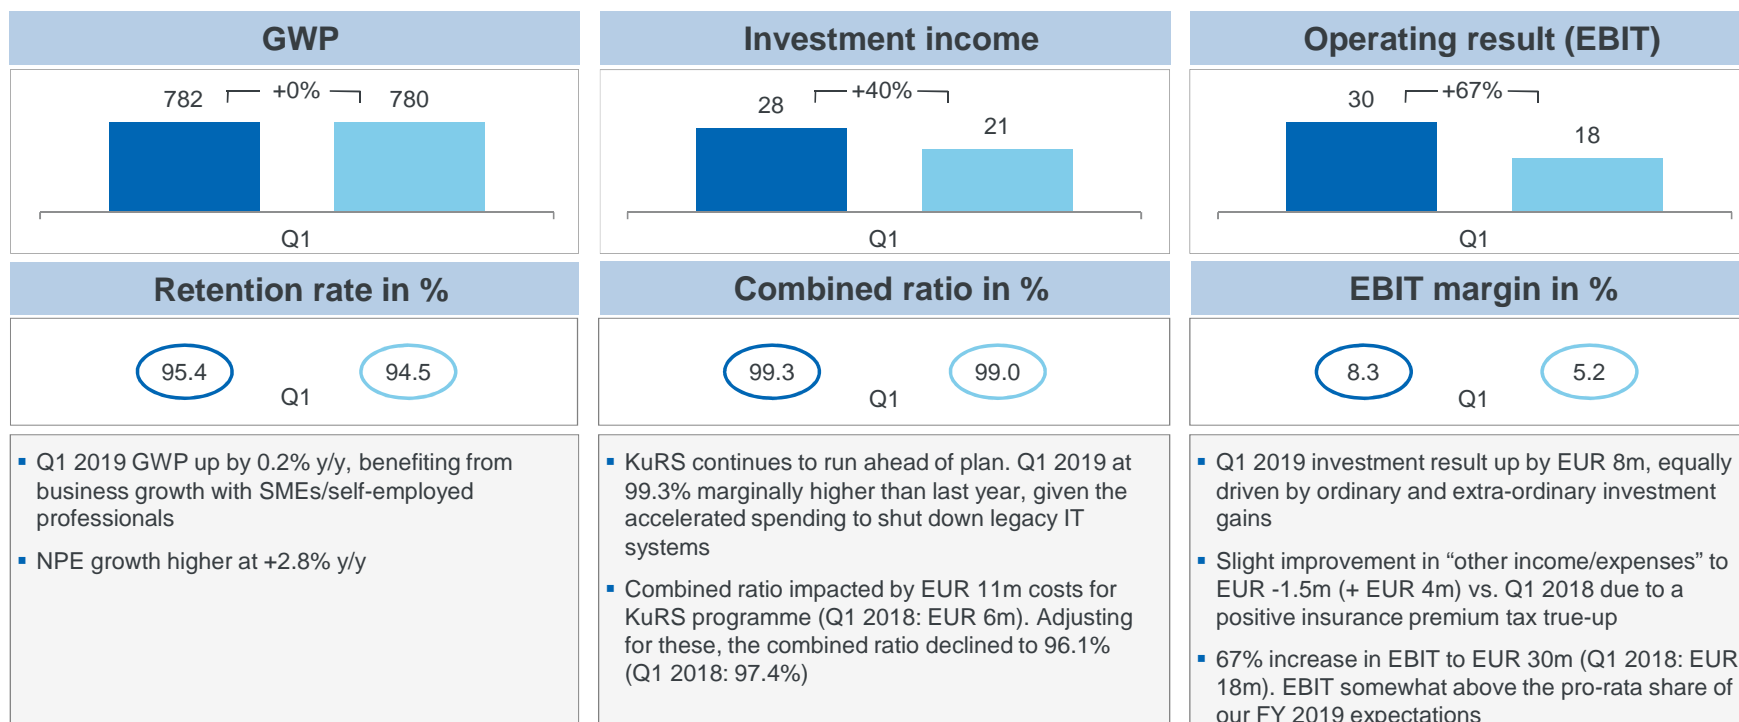 GWP
782
+0%
780
Q1
Investment income
28
+40%
21
Q1
Operating result (EBIT)
30
+67%
18
Q1
Retention rate in %
95.4
94.5
Q1
Combined ratio in %
99.3
99.0
Q1
EBIT margin in %
8.3
5.2
Q1
▪ Q1 2019 GWP up by 0.2% y/y, benefiting from
business growth with SMEs/self-employed
professionals
▪ NPE growth higher at +2.8% y/y
▪ KuRS continues to run ahead of plan. Q1 2019 at
99.3% marginally higher than last year, given the
accelerated spending to shut down legacy IT
systems
▪ Combined ratio impacted by EUR 11m costs for
KuRS programme (Q1 2018: EUR 6m). Adjusting
for these, the combined ratio declined to 96.1%
(Q1 2018: 97.4%)
▪ Q1 2019 investment result up by EUR 8m, equally
driven by ordinary and extra-ordinary investment
gains
▪ Slight improvement in “other income/expenses” to
EUR -1.5m (+ EUR 4m) vs. Q1 2018 due to a
positive insurance premium tax true-up
▪ 67% increase in EBIT to EUR 30m (Q1 2018: EUR
18m). EBIT somewhat above the pro-rata share of
our FY 2019 expectations